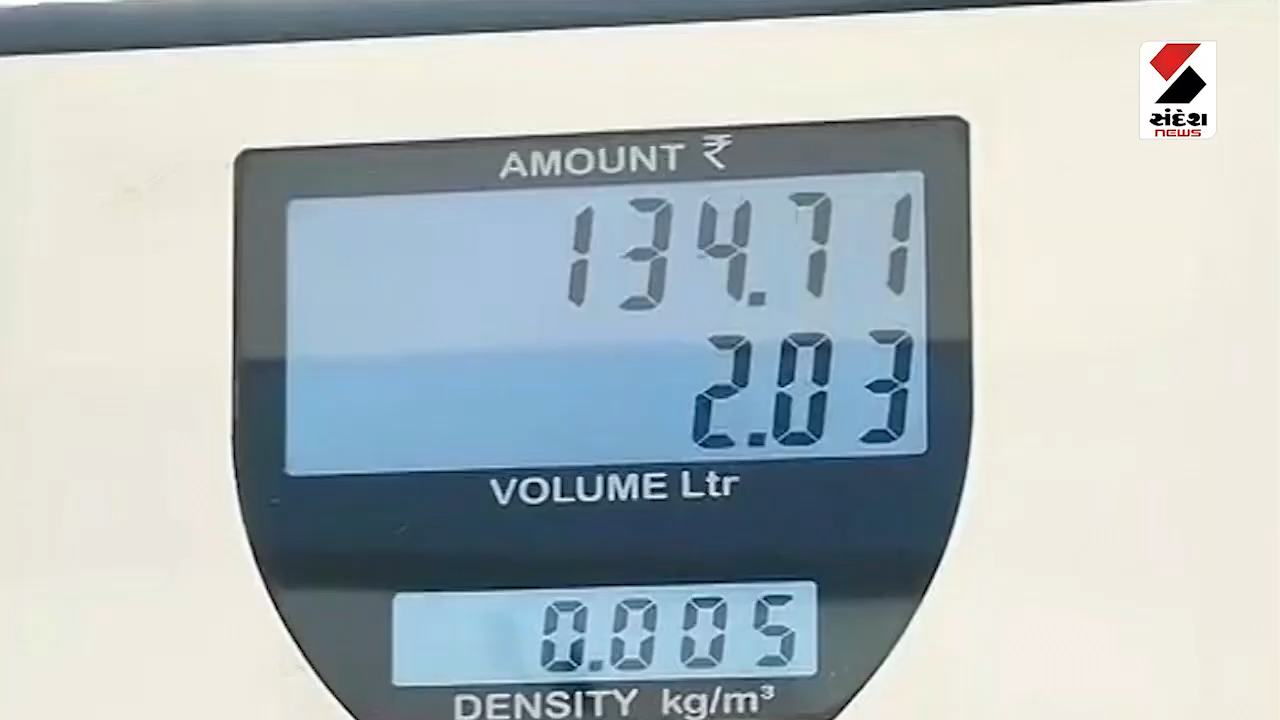 સંદેશ
NEWS
AMOUNT ₹
134.71
2.03
VOLUME Ltr
0.005
DENSITY kg/m³